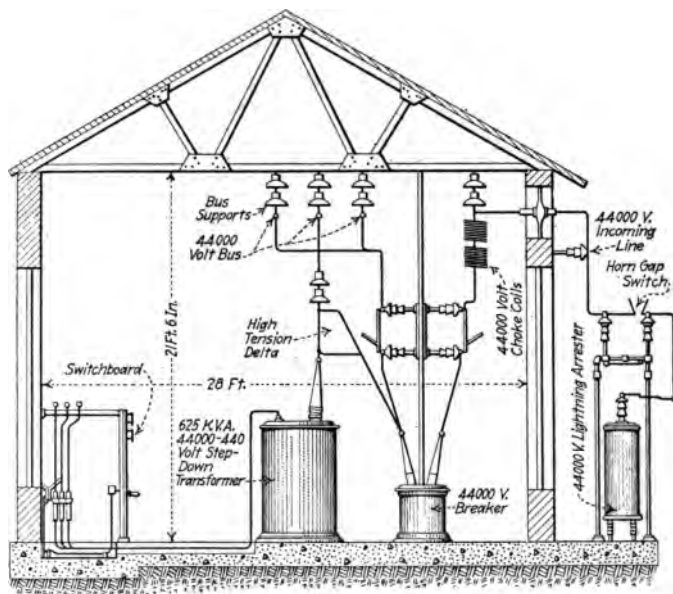 Bus
Supports
44000
Volt Bus
44000 V.
Incoming
Line
Horn Gap
Switch
44000 Volt
Choke Coils
21 Ft. 6 In.
High
Tension
Delta
Switchboard
28 Ft.
625 K.V.A.
44000-440
Volt Step-
Down
Transformer
44000 V.
Breaker
44000 V. Lightning Arrester